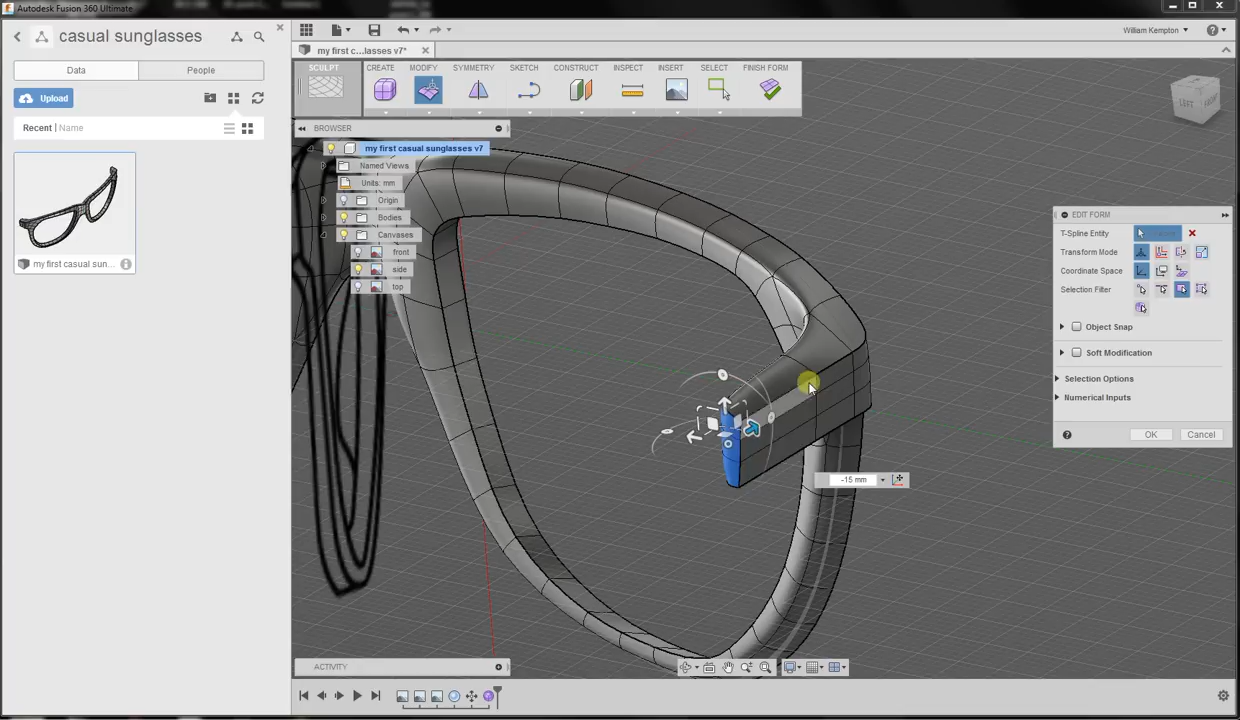 Autodesk Fusion 360 Ultimate
casual sunglasses
William Kempton
my first c...lasses v7*
Data
People
SCULPT
CREATE
MODIFY
SYMMETRY
SKETCH
CONSTRUCT
INSPECT
INSERT
SELECT
FINISH FORM
Upload
Recent | Name
LEFT
FRONT
BROWSER
my first casual sunglasses v7
Named Views
Units: mm
Origin
Bodies
Canvases
front
side
top
my first casual sun...
EDIT FORM
T-Spline Entity
Transform Mode
Coordinate Space
Selection Filter
Object Snap
Soft Modification
Selection Options
Numerical Inputs
OK
Cancel
-15 mm
ACTIVITY